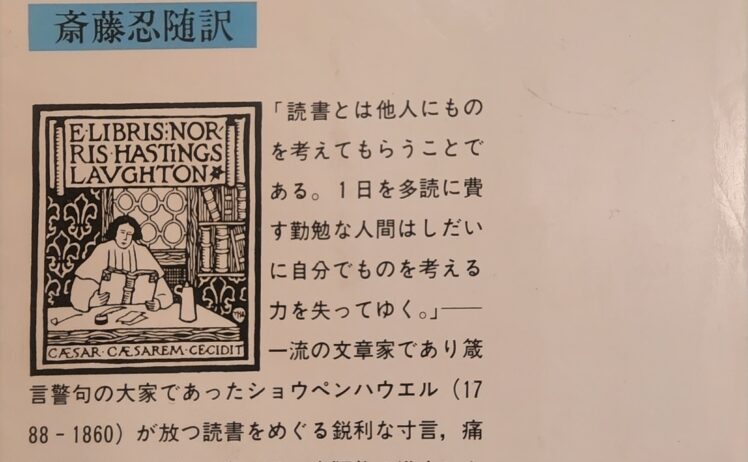 斎藤忍随訳
E·LIBRIS:NOR-
RIS·HASTINGS
LAVGHTON
CÆSAR·CÆSAREM·CECIDIT
「読書とは他人にもの
を考えてもらうことで
ある。1日を多読に費
す勤勉な人間はしだい
に自分でものを考える
力を失ってゆく。」――
一流の文章家であり箴
言警句の大家であったショウペンハウエル（17
88－1860）が放つ読書をめぐる鋭利な寸言，痛